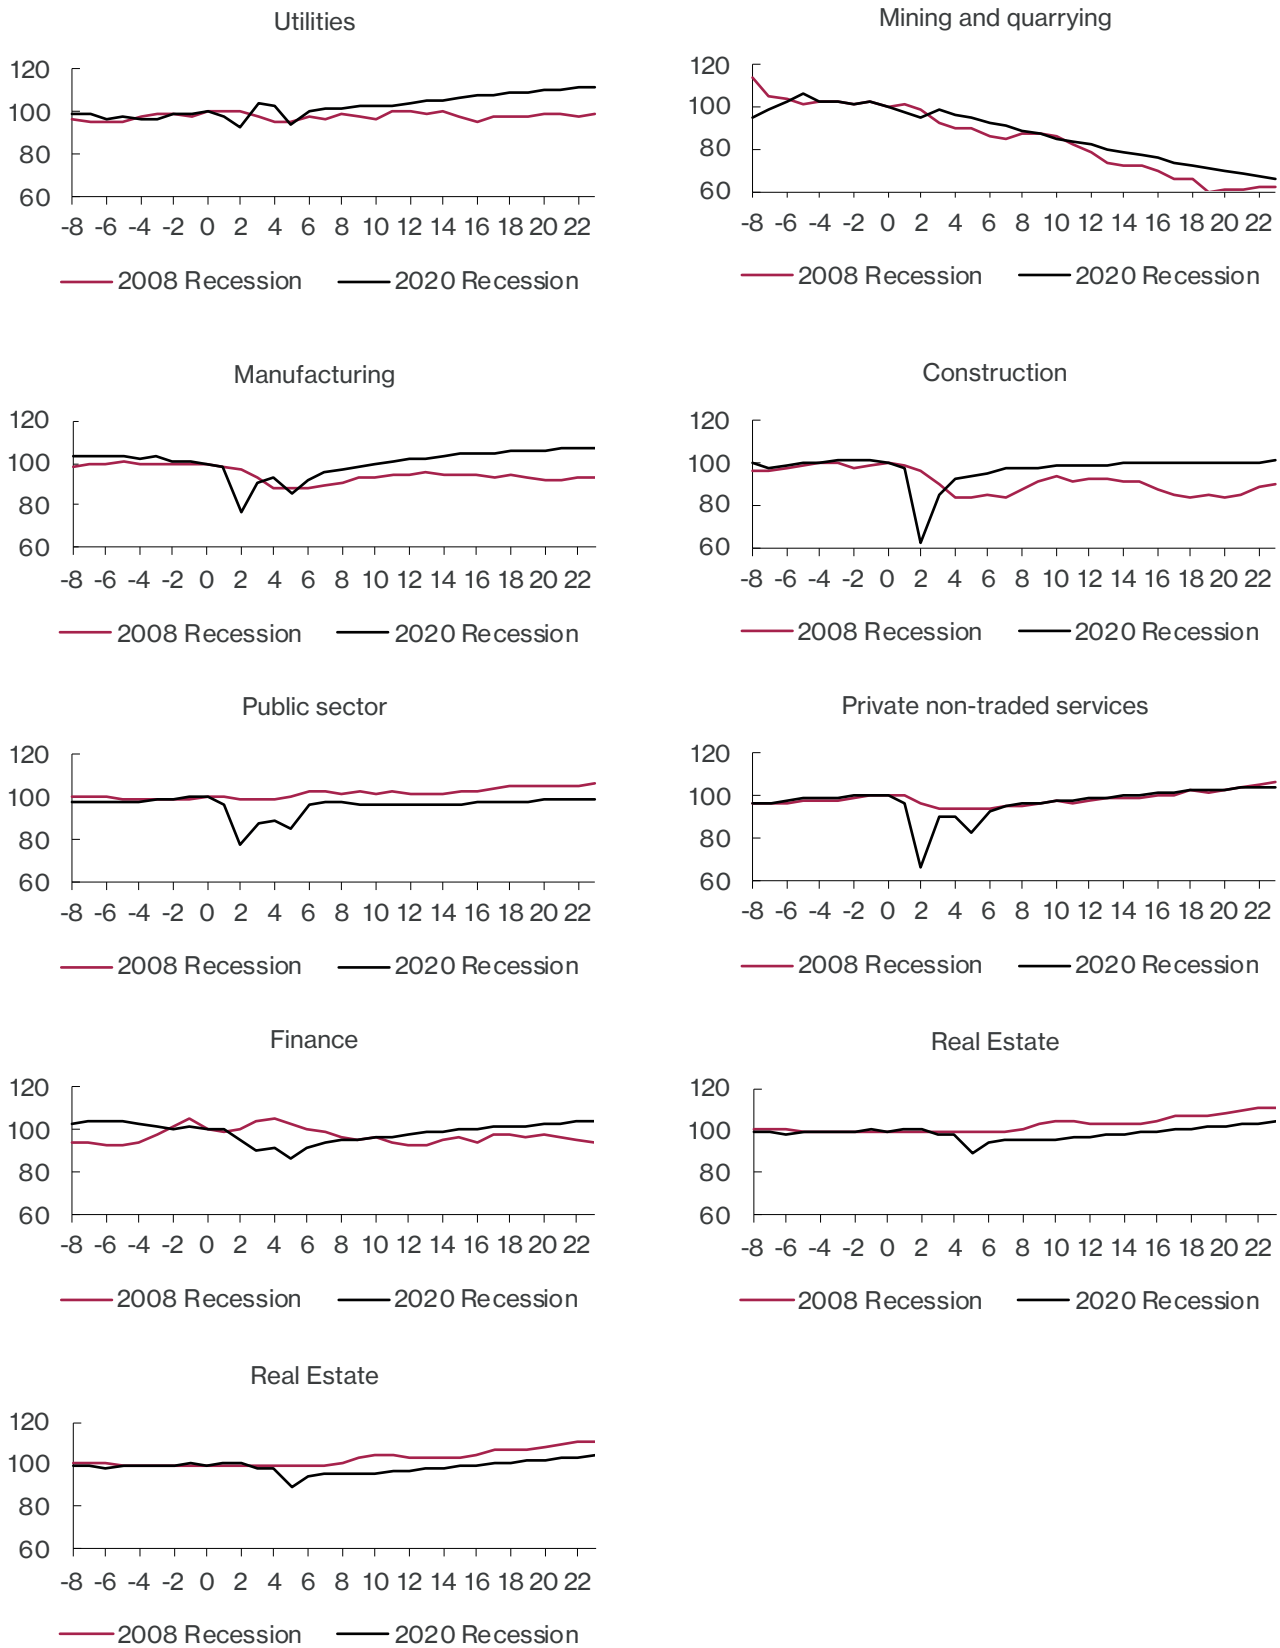 Utilities
120
100
80
60
-8 -6 -4 -2 0 2 4 6 8 10 12 14 16 18 20 22
2008 Recession 2020 Recession
Mining and quarrying
120
100
80
60
-8 -6 -4 -2 0 2 4 6 8 10 12 14 16 18 20 22
2008 Recession 2020 Recession
Manufacturing
120
100
80
60
-8 -6 -4 -2 0 2 4 6 8 10 12 14 16 18 20 22
2008 Recession 2020 Recession
Construction
120
100
80
60
-8 -6 -4 -2 0 2 4 6 8 10 12 14 16 18 20 22
2008 Recession 2020 Recession
Public sector
120
100
80
60
-8 -6 -4 -2 0 2 4 6 8 10 12 14 16 18 20 22
2008 Recession 2020 Recession
Private non-traded services
120
100
80
60
-8 -6 -4 -2 0 2 4 6 8 10 12 14 16 18 20 22
2008 Recession 2020 Recession
Finance
120
100
80
60
-8 -6 -4 -2 0 2 4 6 8 10 12 14 16 18 20 22
2008 Recession 2020 Recession
Real Estate
120
100
80
60
-8 -6 -4 -2 0 2 4 6 8 10 12 14 16 18 20 22
2008 Recession 2020 Recession
Real Estate
120
100
80
60
-8 -6 -4 -2 0 2 4 6 8 10 12 14 16 18 20 22
2008 Recession 2020 Recession